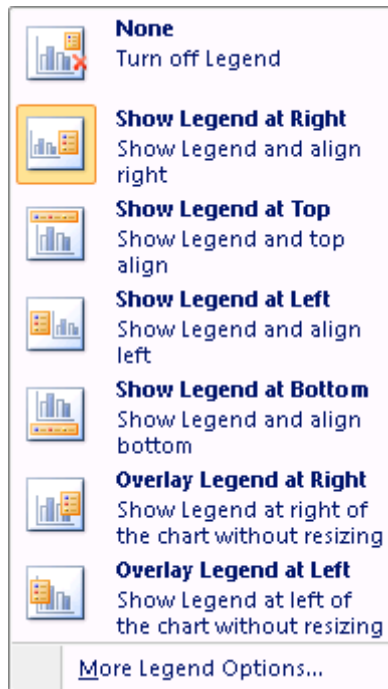 None
Turn off Legend
Show Legend at Right
Show Legend and align
right
Show Legend at Top
Show Legend and top
align
Show Legend at Left
Show Legend and align
left
Show Legend at Bottom
Show Legend and align
bottom
Overlay Legend at Right
Show Legend at right of
the chart without resizing
Overlay Legend at Left
Show Legend at left of
the chart without resizing
More Legend Options...